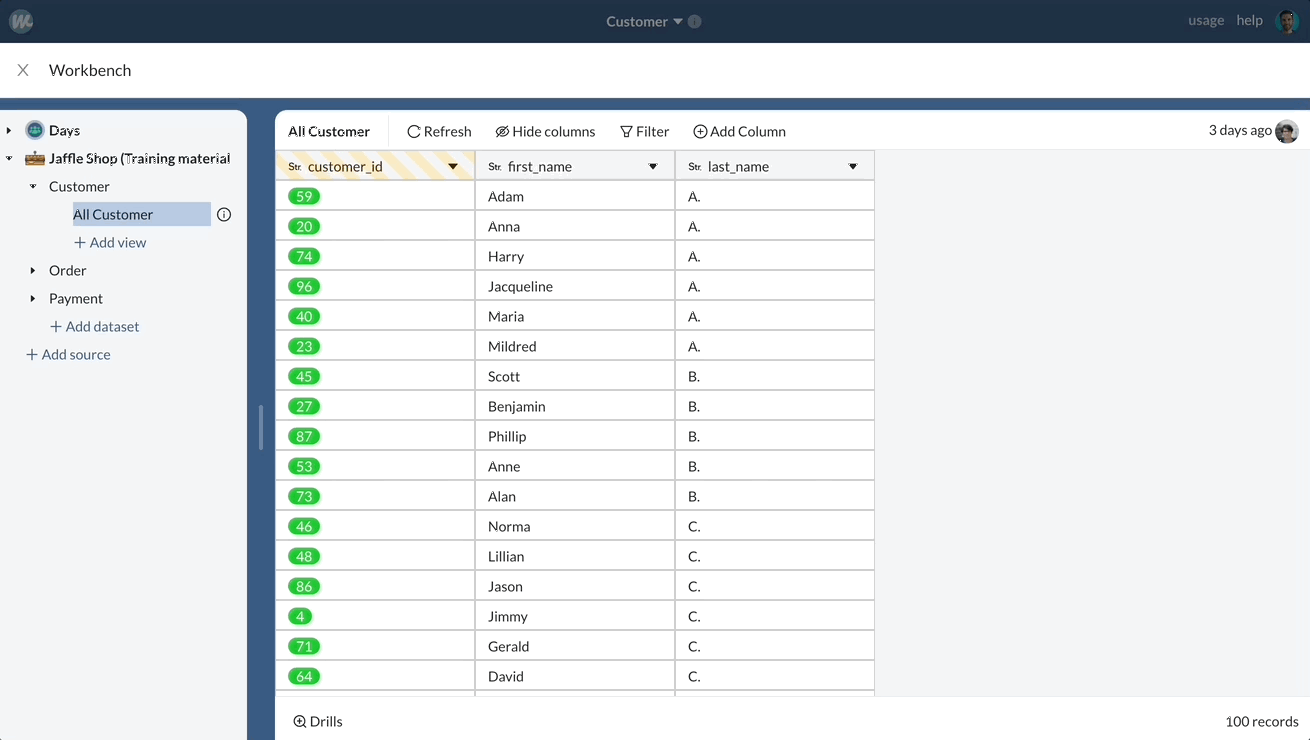 Customer
usage help
Workbench
Days
Jaffle Shop (Training material
Customer
All Customer
+ Add view
Order
Payment
+ Add dataset
+ Add source
All Customer Refresh Hide columns Filter Add Column 3 days ago
Str. customer_id Str. first_name Str. last_name
59 Adam A.
20 Anna A.
74 Harry A.
96 Jacqueline A.
40 Maria A.
23 Mildred A.
45 Scott B.
27 Benjamin B.
87 Phillip B.
53 Anne B.
73 Alan B.
46 Norma C.
48 Lillian C.
86 Jason C.
4 Jimmy C.
71 Gerald C.
64 David C.
Drills 100 records